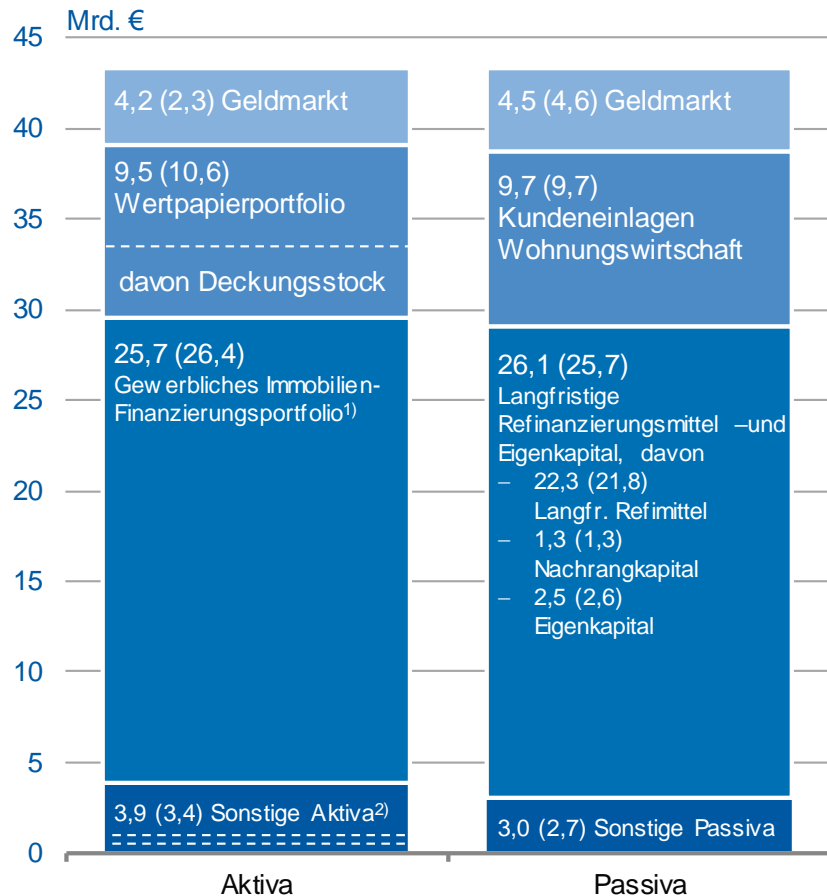 Mrd. €
45
40
35
30
25
20
15
10
5
0
4,2 (2,3) Geldmarkt
9,5 (10,6)
Wertpapierportfolio
davon Deckungsstock
25,7 (26,4)
Gewerbliches Immobilien-
Finanzierungsportfolio1)
3,9 (3,4) Sonstige Aktiva2)
Aktiva
4,5 (4,6) Geldmarkt
9,7 (9,7)
Kundeneinlagen
Wohnungswirtschaft
26,1 (25,7)
Langfristige
Refinanzierungsmittel –und
Eigenkapital, davon
– 22,3 (21,8)
Langfr. Refimittel
– 1,3 (1,3)
Nachrangkapital
– 2,5 (2,6)
Eigenkapital
3,0 (2,7) Sonstige Passiva
Passiva